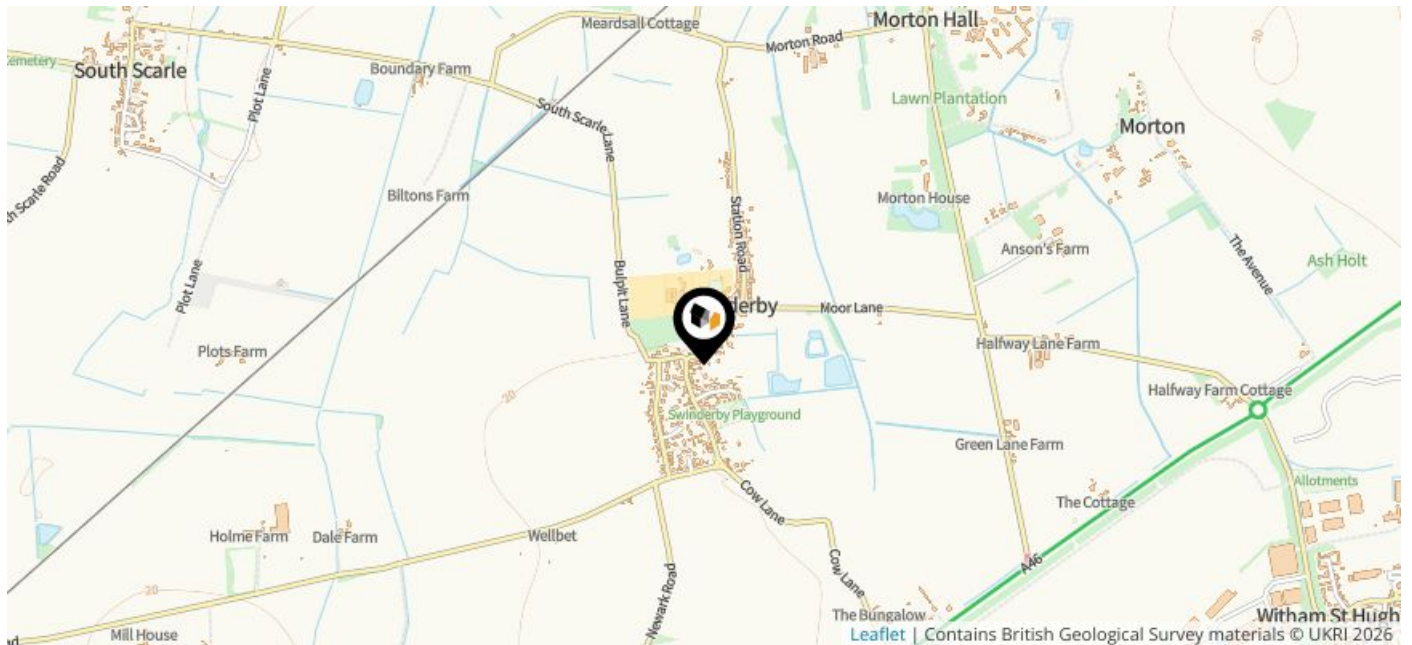 Meardsall Cottage
Morton Hall
Morton Road
Cemetery
South Scarle
Boundary Farm
Plot Lane
South Scarle Lane
Lawn Plantation
Morton
Biltons Farm
Morton House
Station Road
Scarle Road
Anson's Farm
The Avenue
Ash Holt
Bulpit Lane
Plot Lane
derby
Moor Lane
Plots Farm
Halfway Lane Farm
Halfway Farm Cottage
20
30
Swinderby Playground
Green Lane Farm
Allotments
The Cottage
Cow Lane
Holme Farm
Dale Farm
Wellbet
A46
Cow Lane
Newark Road
20
The Bungalow
Witham St Hugh
Mill House
Leaflet | Contains British Geological Survey materials © UKRI 2026